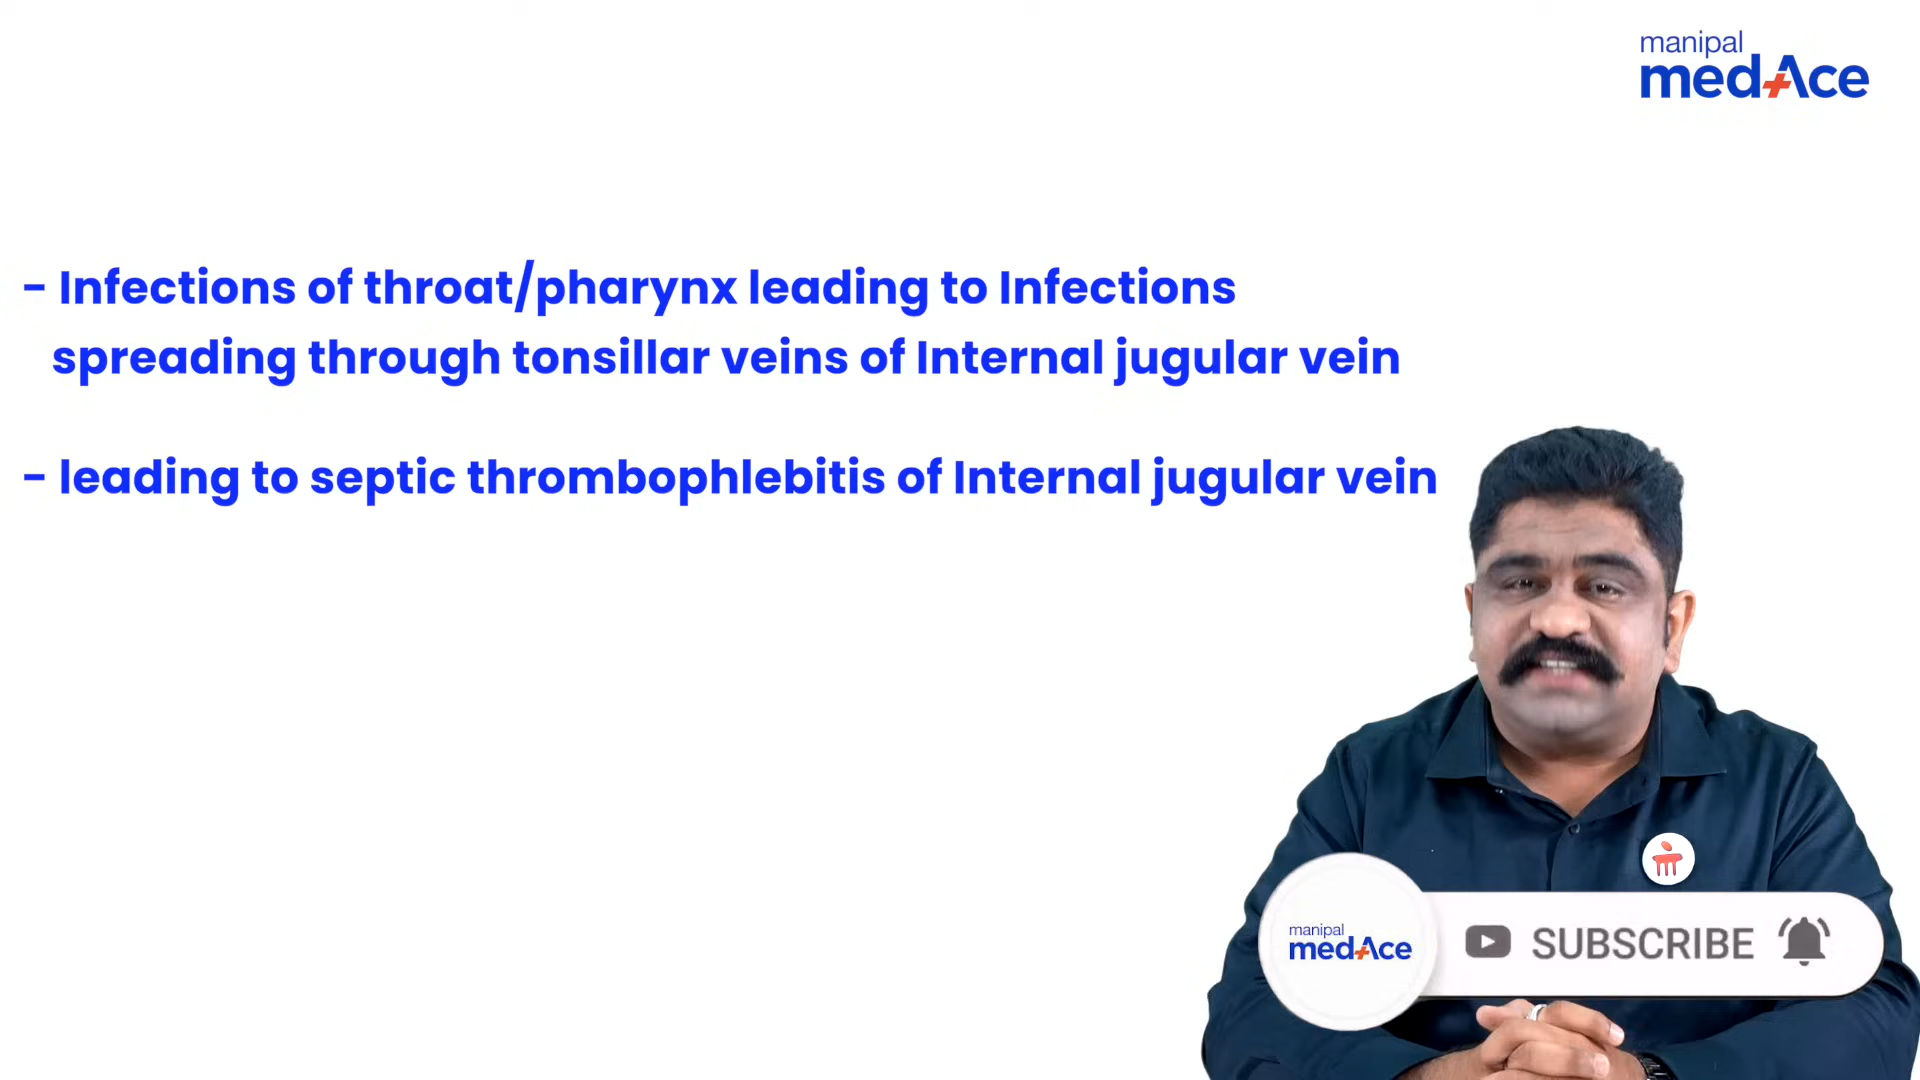 manipal
medAce
- Infections of throat/pharynx leading to Infections
spreading through tonsillar veins of Internal jugular vein
- leading to septic thrombophlebitis of Internal jugular vein
manipal
medAce
SUBSCRIBE